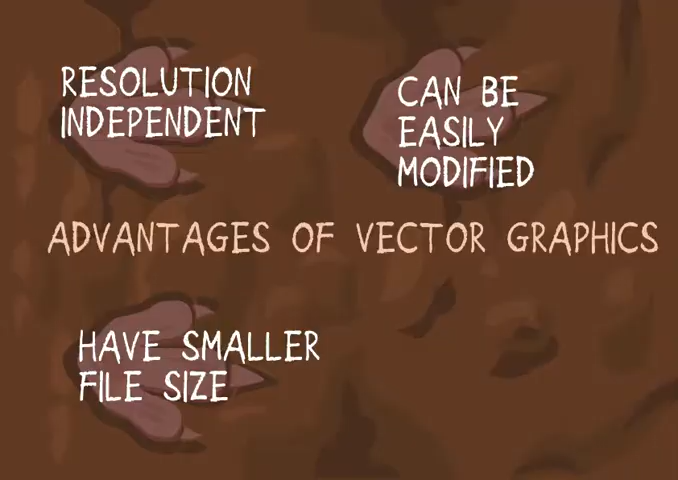 RESOLUTION
INDEPENDENT
CAN BE
EASILY
MODIFIED
ADVANTAGES OF VECTOR GRAPHICS
HAVE SMALLER
FILE SIZE